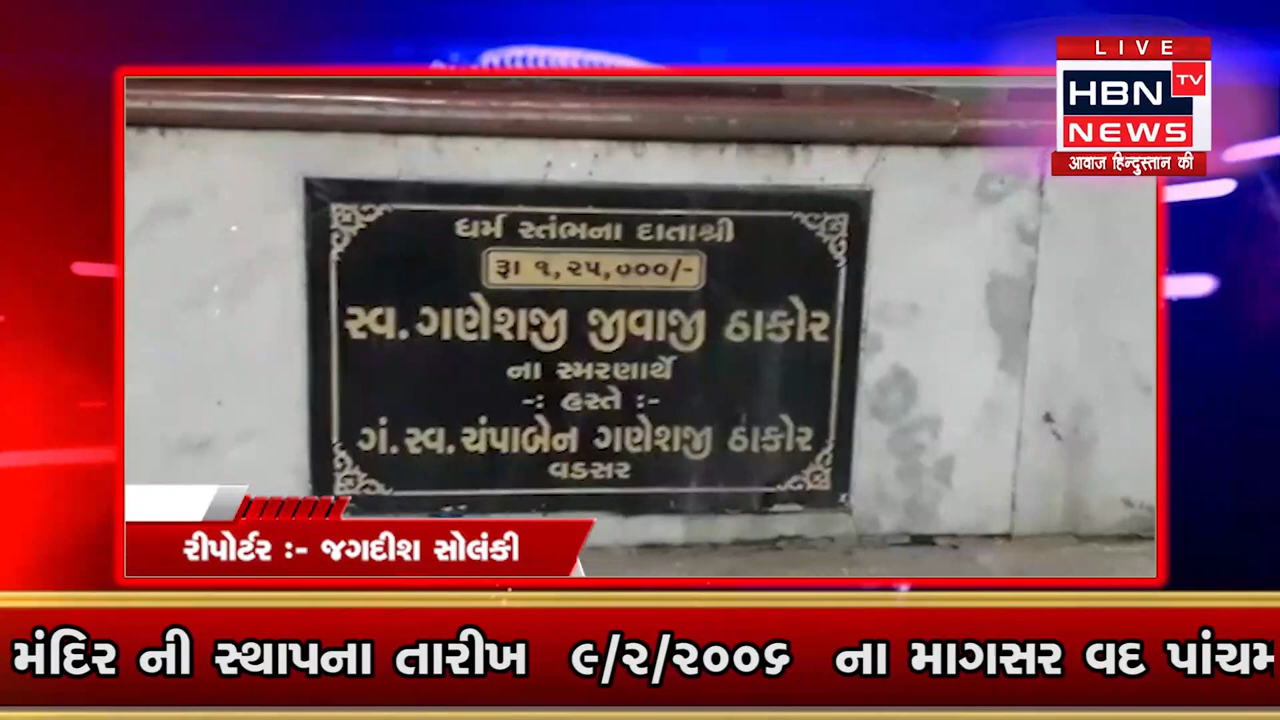 LIVE
HBN TV
NEWS
आवाज हिन्दुस्तान की
ધર્મ સ્તંભના દાતાશ્રી
રૂા ૧,૨૫,૦૦૦/-
સ્વ. ગણેશજી જીવાજી ઠાકોર
ના સ્મરણાર્થે
-: હસ્તે :-
ગં. સ્વ. ચંપાબેન ગણેશજી ઠાકોર
વડસર
રીપોર્ટર :- જગદીશ સોલંકી
મંદિર ની સ્થાપના તારીખ ૯/૨/૨૦૦૬ ના માગસર વદ પાંચમ